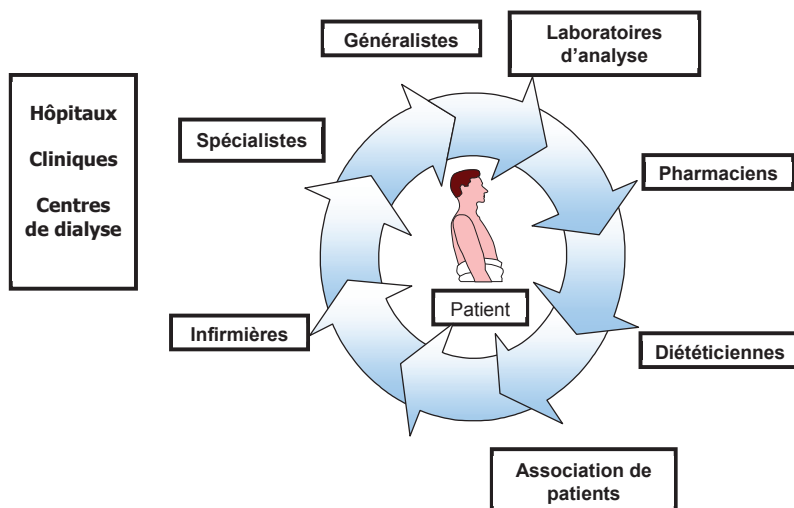 Généralistes
Laboratoires
d’analyse
Hôpitaux
Cliniques
Centres
de dialyse
Spécialistes
Pharmaciens
Patient
Infirmières
Diététiciennes
Association de
patients